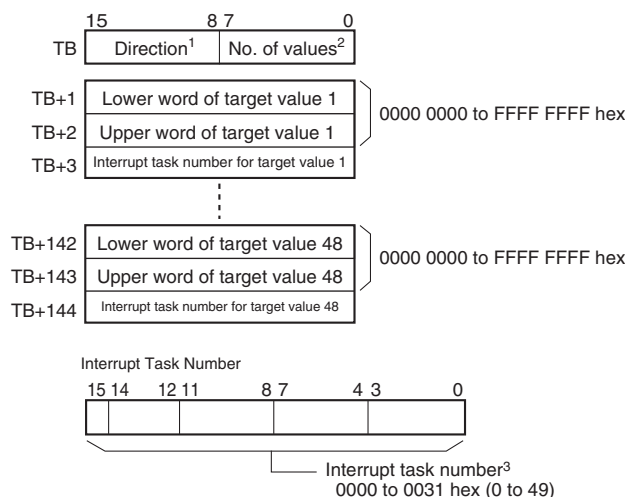 15 8 7 0
TB Direction1 No. of values2
TB+1 Lower word of target value 1
TB+2 Upper word of target value 1
0000 0000 to FFFF FFFF hex
TB+3 Interrupt task number for target value 1
TB+142 Lower word of target value 48
TB+143 Upper word of target value 48
0000 0000 to FFFF FFFF hex
TB+144 Interrupt task number for target value 48
Interrupt Task Number
15 14 12 11 8 7 4 3 0
Interrupt task number3
0000 to 0031 hex (0 to 49)